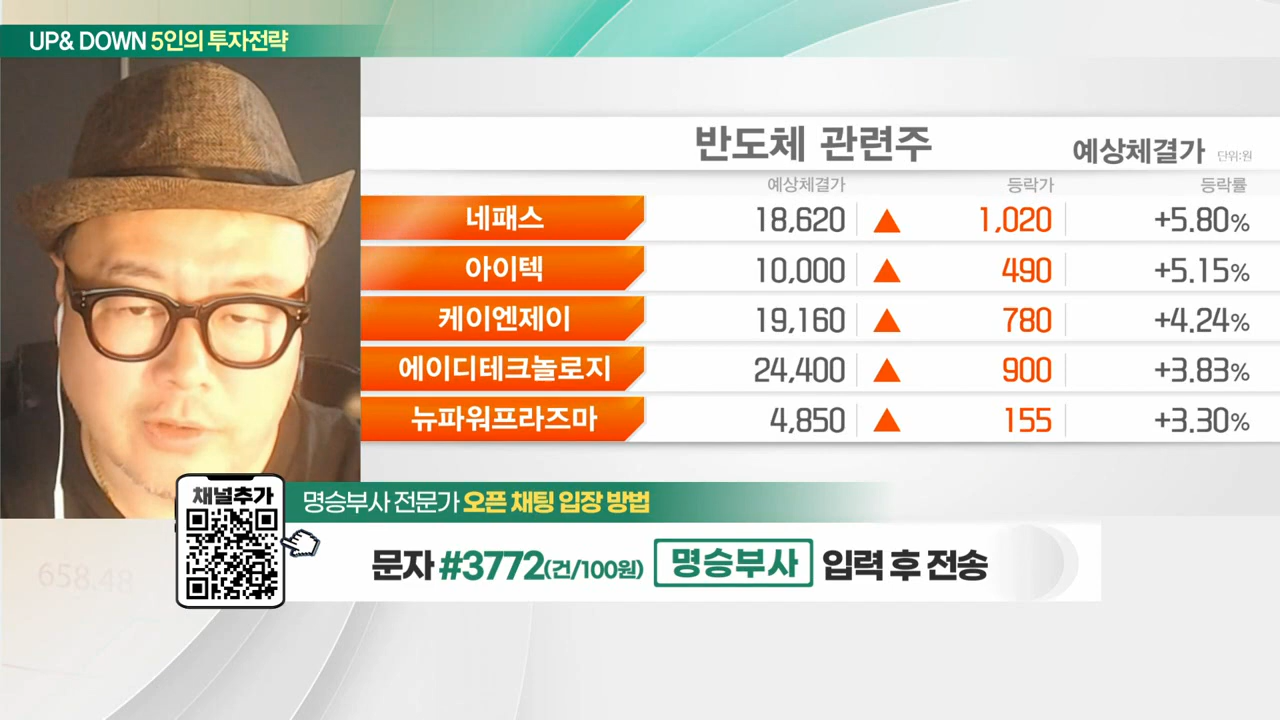 UP& DOWN 5인의 투자전략
반도체 관련주
예상체결가 단위:원
예상체결가 등락가 등락률
네패스 18,620 ▲ 1,020 +5.80%
아이텍 10,000 ▲ 490 +5.15%
케이엔제이 19,160 ▲ 780 +4.24%
에이디테크놀로지 24,400 ▲ 900 +3.83%
뉴파워프라즈마 4,850 ▲ 155 +3.30%
채널추가
명승부사 전문가 오픈 채팅 입장 방법
문자 #3772(건/100원) 명승부사 입력 후 전송
658.48